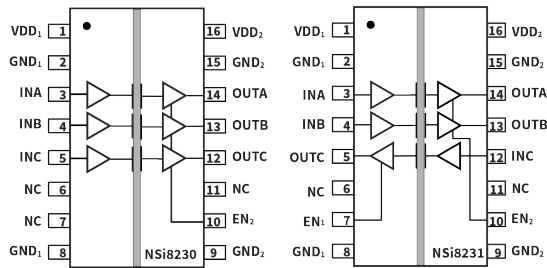 VDD₁ 1 16 VDD₂
GND₁ 2 15 GND₂
INA 3 14 OUTA
INB 4 13 OUTB
INC 5 12 OUTC
NC 6 11 NC
NC 7 10 EN₂
GND₁ 8 9 GND₂
NSi8230
VDD₁ 1 16 VDD₂
GND₁ 2 15 GND₂
INA 3 14 OUTA
INB 4 13 OUTB
OUTC 5 12 INC
NC 6 11 NC
EN₁ 7 10 EN₂
GND₁ 8 9 GND₂
NSi8231